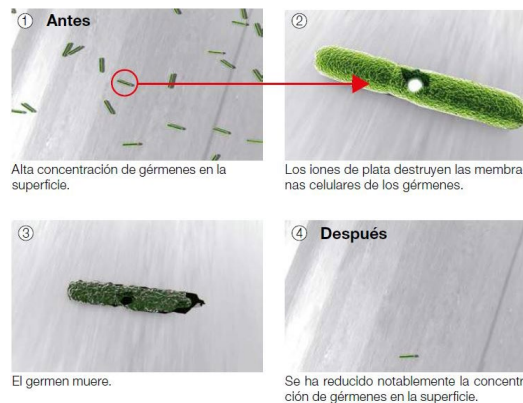 ① Antes
Alta concentración de gérmenes en la
superficie.
②
Los iones de plata destruyen las membra
nas celulares de los gérmenes.
③
El germen muere.
④ Después
Se ha reducido notablemente la concentr
ción de gérmenes en la superficie.